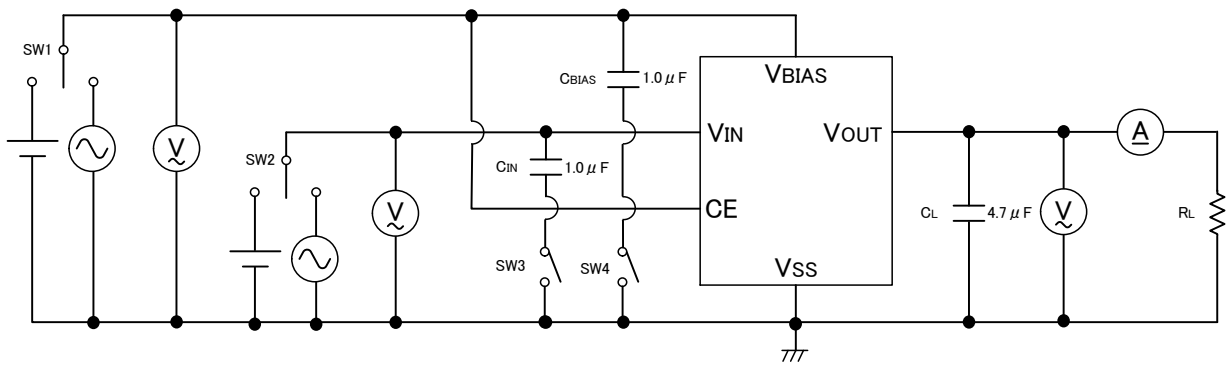 SW1
CBIAS
1.0μF
VBIAS
V
VIN
VOUT
A
SW2
CIN
1.0μF
V
CE
CL
4.7μF
V
RL
SW3
SW4
VSS